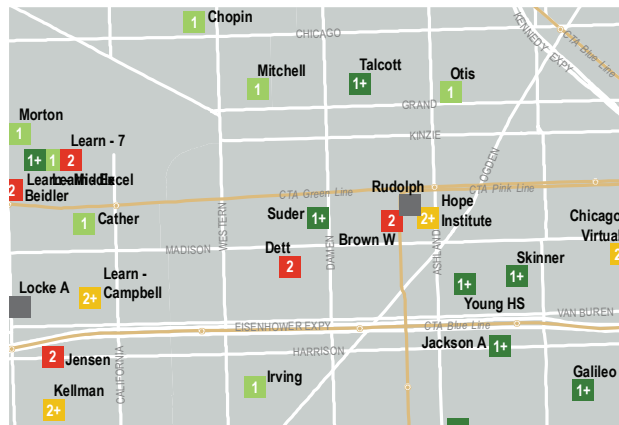 1 Chopin
CHICAGO
KENNEDY EXPY
CTA Blue Line
Mitchell
1
Talcott
1+
Otis
1
GRAND
Morton
1
KINZIE
Learn - 7
1+ 1 2
OGDEN
2
Beidler
CTA Green Line
CTA Pink Line
Rudolph
Cather
1
WESTERN
Suder 1+
DAMEN
2
Brown W
2+ Hope
Institute
ASHLAND
Chicago
Virtual
2
MADISON
Dett
2
Skinner
1+
Locke A
Learn -
2+ Campbell
1+
Young HS
VAN BUREN
EISENHOWER EXPY
CTA Blue Line
HARRISON
Jackson A 1+
2 Jensen
CALIFORNIA
Kellman
2+
1 Irving
Galileo
1+